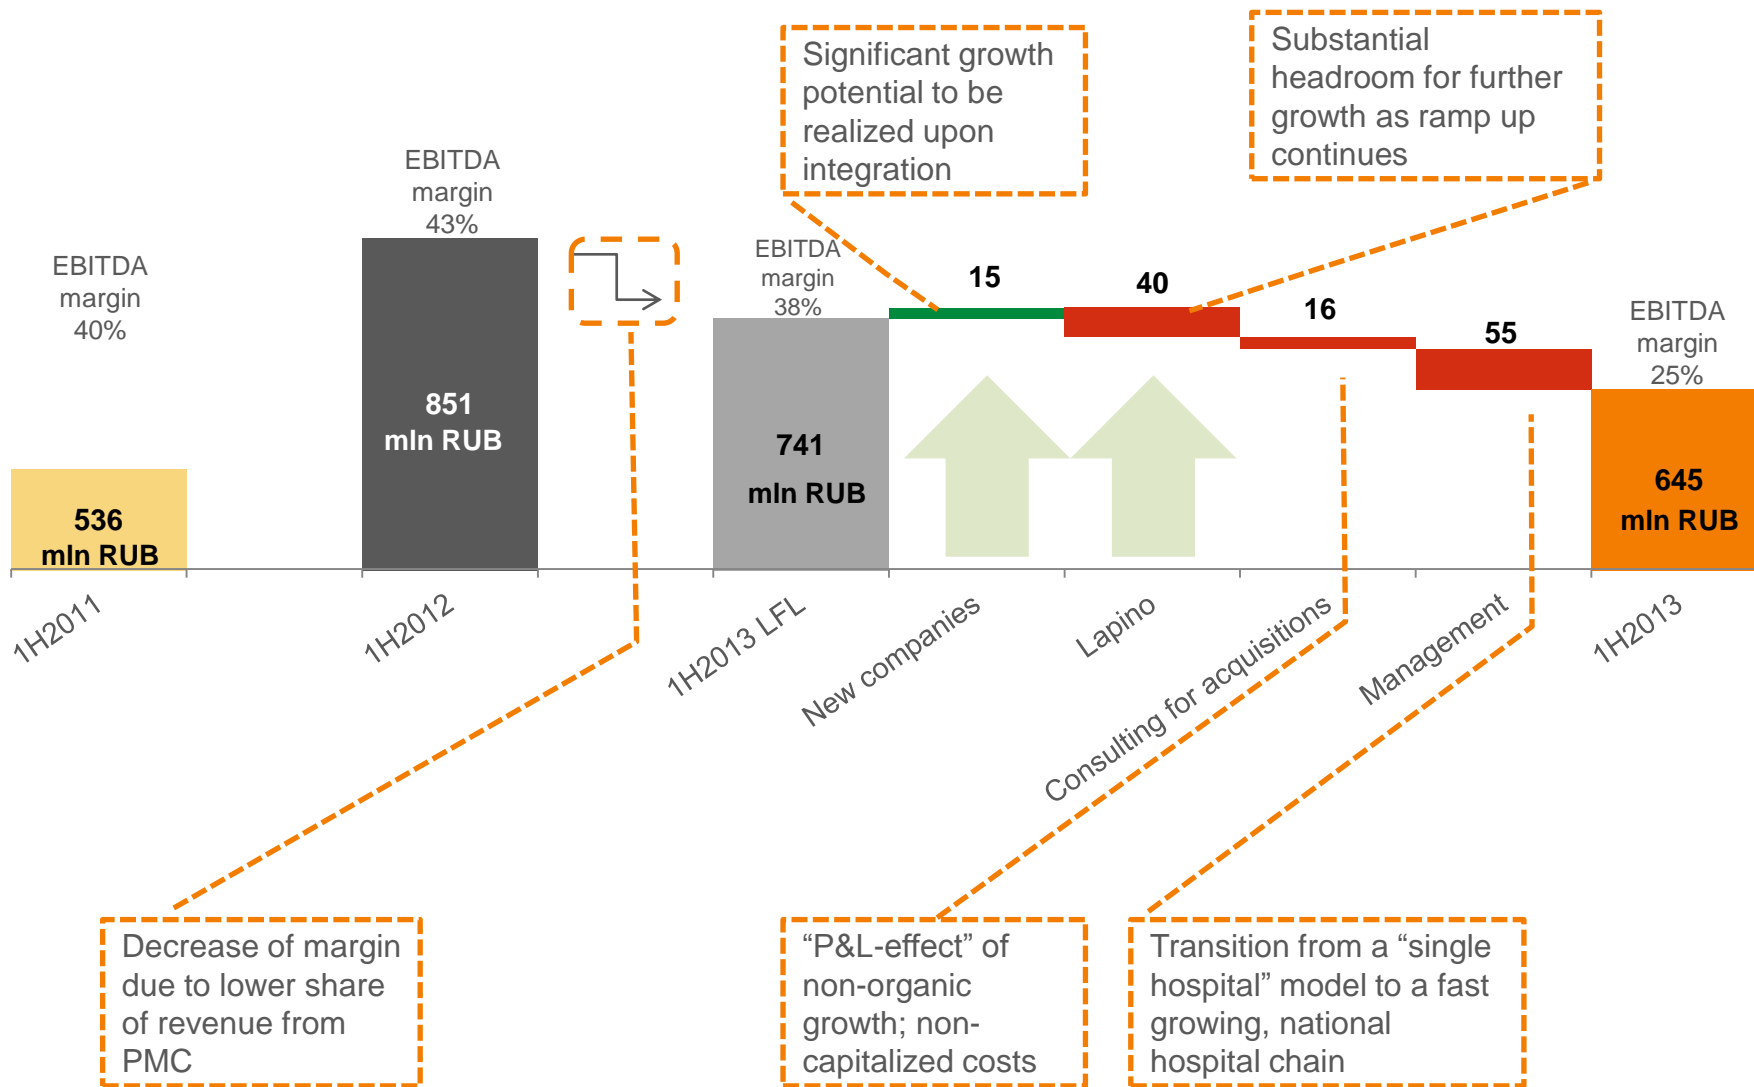 Significant growth
potential to be
realized upon
integration
Substantial
headroom for further
growth as ramp up
continues
EBITDA
margin
40%
EBITDA
margin
43%
EBITDA
margin
38%
15
40
16
55
EBITDA
margin
25%
536
mln RUB
851
mln RUB
741
mln RUB
645
mln RUB
1H2011
1H2012
1H2013 LFL
New companies
Lapino
Consulting for acquisitions
Management
1H2013
Decrease of margin
due to lower share
of revenue from
PMC
“P&L-effect” of
non-organic
growth; non-
capitalized costs
Transition from a “single
hospital” model to a fast
growing, national
hospital chain